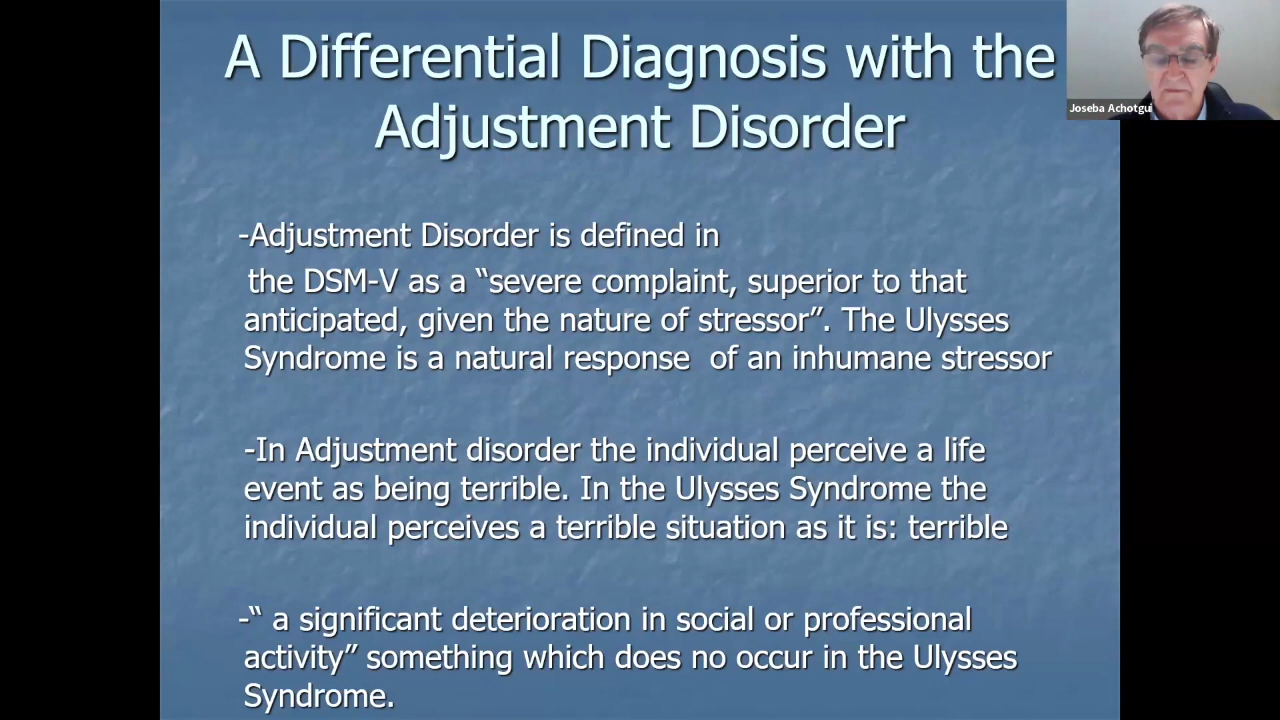 A Differential Diagnosis with the
Adjustment Disorder
Joseba Achotgui
-Adjustment Disorder is defined in
the DSM-V as a “severe complaint, superior to that
anticipated, given the nature of stressor”. The Ulysses
Syndrome is a natural response of an inhumane stressor
-In Adjustment disorder the individual perceive a life
event as being terrible. In the Ulysses Syndrome the
individual perceives a terrible situation as it is: terrible
-“ a significant deterioration in social or professional
activity” something which does no occur in the Ulysses
Syndrome.